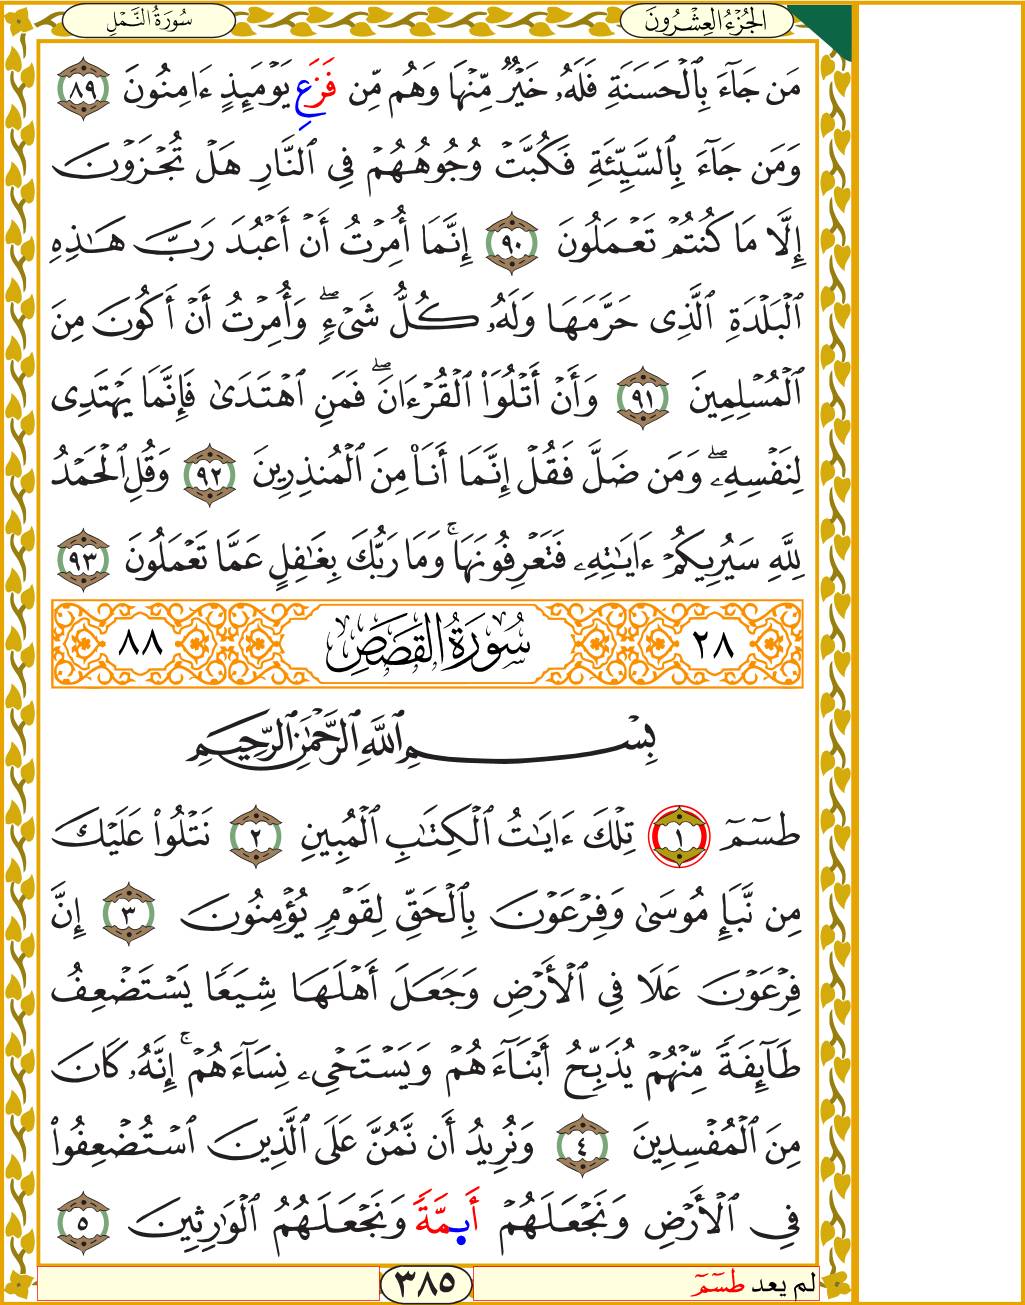 الجُزْءُ العِشْرُونَ
سُورَةُ النَّمْلِ
مَن جَآءَ بِٱلْحَسَنَةِ فَلَهُۥ خَيْرٌۭ مِّنْهَا وَهُم مِّن فَزَعِ يَوْمَئِذٍ ءَامِنُونَ ٨٩
وَمَن جَآءَ بِٱلسَّيِّئَةِ فَكُبَّتْ وُجُوهُهُمْ فِى ٱلنَّارِ هَلْ تُجْزَوْنَ
إِلَّا مَا كُنتُمْ تَعْمَلُونَ ٩٠ إِنَّمَا أُمِرْتُ أَنْ أَعْبُدَ رَبَّ هَـٰذِهِ
ٱلْبَلْدَةِ ٱلَّذِى حَرَّمَهَا وَلَهُۥ كُلُّ شَىْءٍۢۖ وَأُمِرْتُ أَنْ أَكُونَ مِنَ
ٱلْمُسْلِمِينَ ٩١ وَأَنْ أَتْلُوَا۟ ٱلْقُرْءَانَۖ فَمَنِ ٱهْتَدَىٰ فَإِنَّمَا يَهْتَدِى
لِنَفْسِهِۦۖ وَمَن ضَلَّ فَقُلْ إِنَّمَا أَنَا۠ مِنَ ٱلْمُنذِرِينَ ٩٢ وَقُلِ ٱلْحَمْدُ
لِلَّهِ سَيُرِيكُمْ ءَايَـٰتِهِۦ فَتَعْرِفُونَهَاۚ وَمَا رَبُّكَ بِغَـٰفِلٍ عَمَّا تَعْمَلُونَ ٩٣
٢٨ سُورَةُ القَصَصِ ٨٨
بِسْمِ ٱللَّهِ ٱلرَّحْمَـٰنِ ٱلرَّحِيمِ
طسٓمٓ ١ تِلْكَ ءَايَـٰتُ ٱلْكِتَـٰبِ ٱلْمُبِينِ ٢ نَتْلُوا۟ عَلَيْكَ
مِن نَّبَإِ مُوسَىٰ وَفِرْعَوْنَ بِٱلْحَقِّ لِقَوْمٍۢ يُؤْمِنُونَ ٣ إِنَّ
فِرْعَوْنَ عَلَا فِى ٱلْأَرْضِ وَجَعَلَ أَهْلَهَا شِيَعًۭا يَسْتَضْعِفُ
طَآئِفَةًۭ مِّنْهُمْ يُذَبِّحُ أَبْنَآءَهُمْ وَيَسْتَحْىِۦ نِسَآءَهُمْۚ إِنَّهُۥ كَانَ
مِنَ ٱلْمُفْسِدِينَ ٤ وَنُرِيدُ أَن نَّمُنَّ عَلَى ٱلَّذِينَ ٱسْتُضْعِفُوا۟
فِى ٱلْأَرْضِ وَنَجْعَلَهُمْ أَىِٕمَّةًۭ وَنَجْعَلَهُمُ ٱلْوَٰرِثِينَ ٥
لم يعد طسٓمٓ
٣٨٥